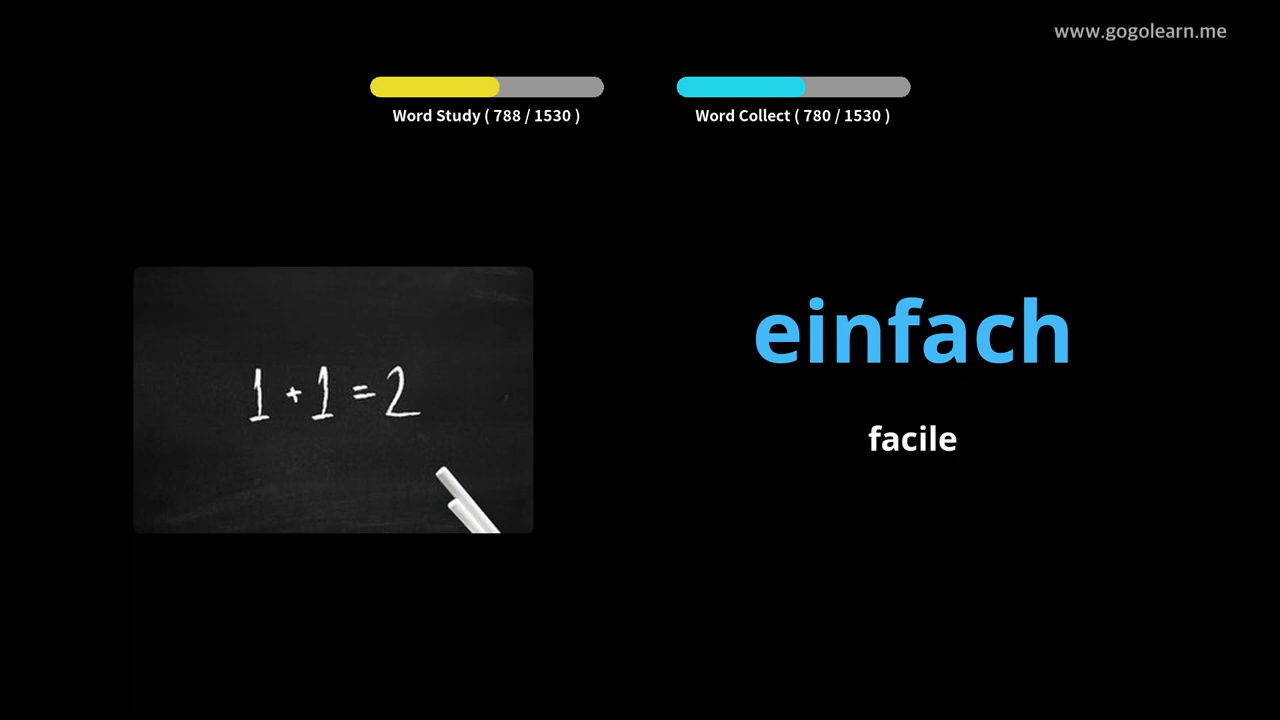 www.gogolearn.me
Word Study ( 788 / 1530 )
Word Collect ( 780 / 1530 )
1 + 1 = 2
einfach
facile